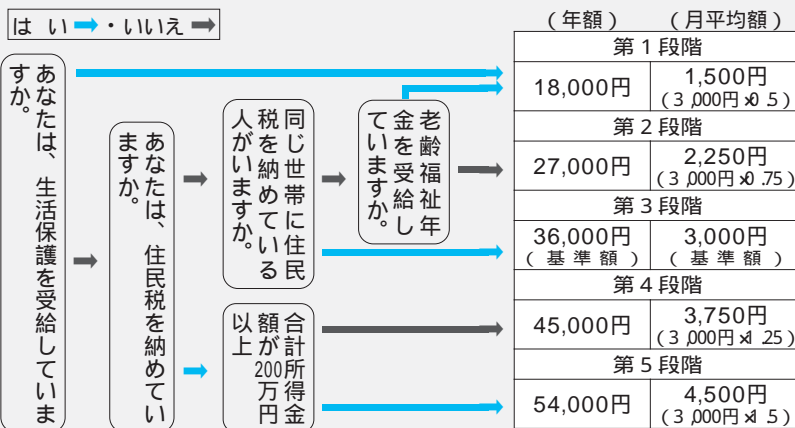 はい➡・いいえ➡
あなたは、生活保護を受給していま
すか。
あなたは、住民税を納めてい
ますか。
同じ世帯に住民
税を納めている
人がいますか。
老齢福祉年
金を受給し
ていますか。
合計所得金
額が200万円
以上
(年額) (月平均額)
第1段階
18,000円 1,500円
(3,000円×0.5)
第2段階
27,000円 2,250円
(3,000円×0.75)
第3段階
36,000円 3,000円
(基準額) (基準額)
第4段階
45,000円 3,750円
(3,000円×1.25)
第5段階
54,000円 4,500円
(3,000円×1.5)